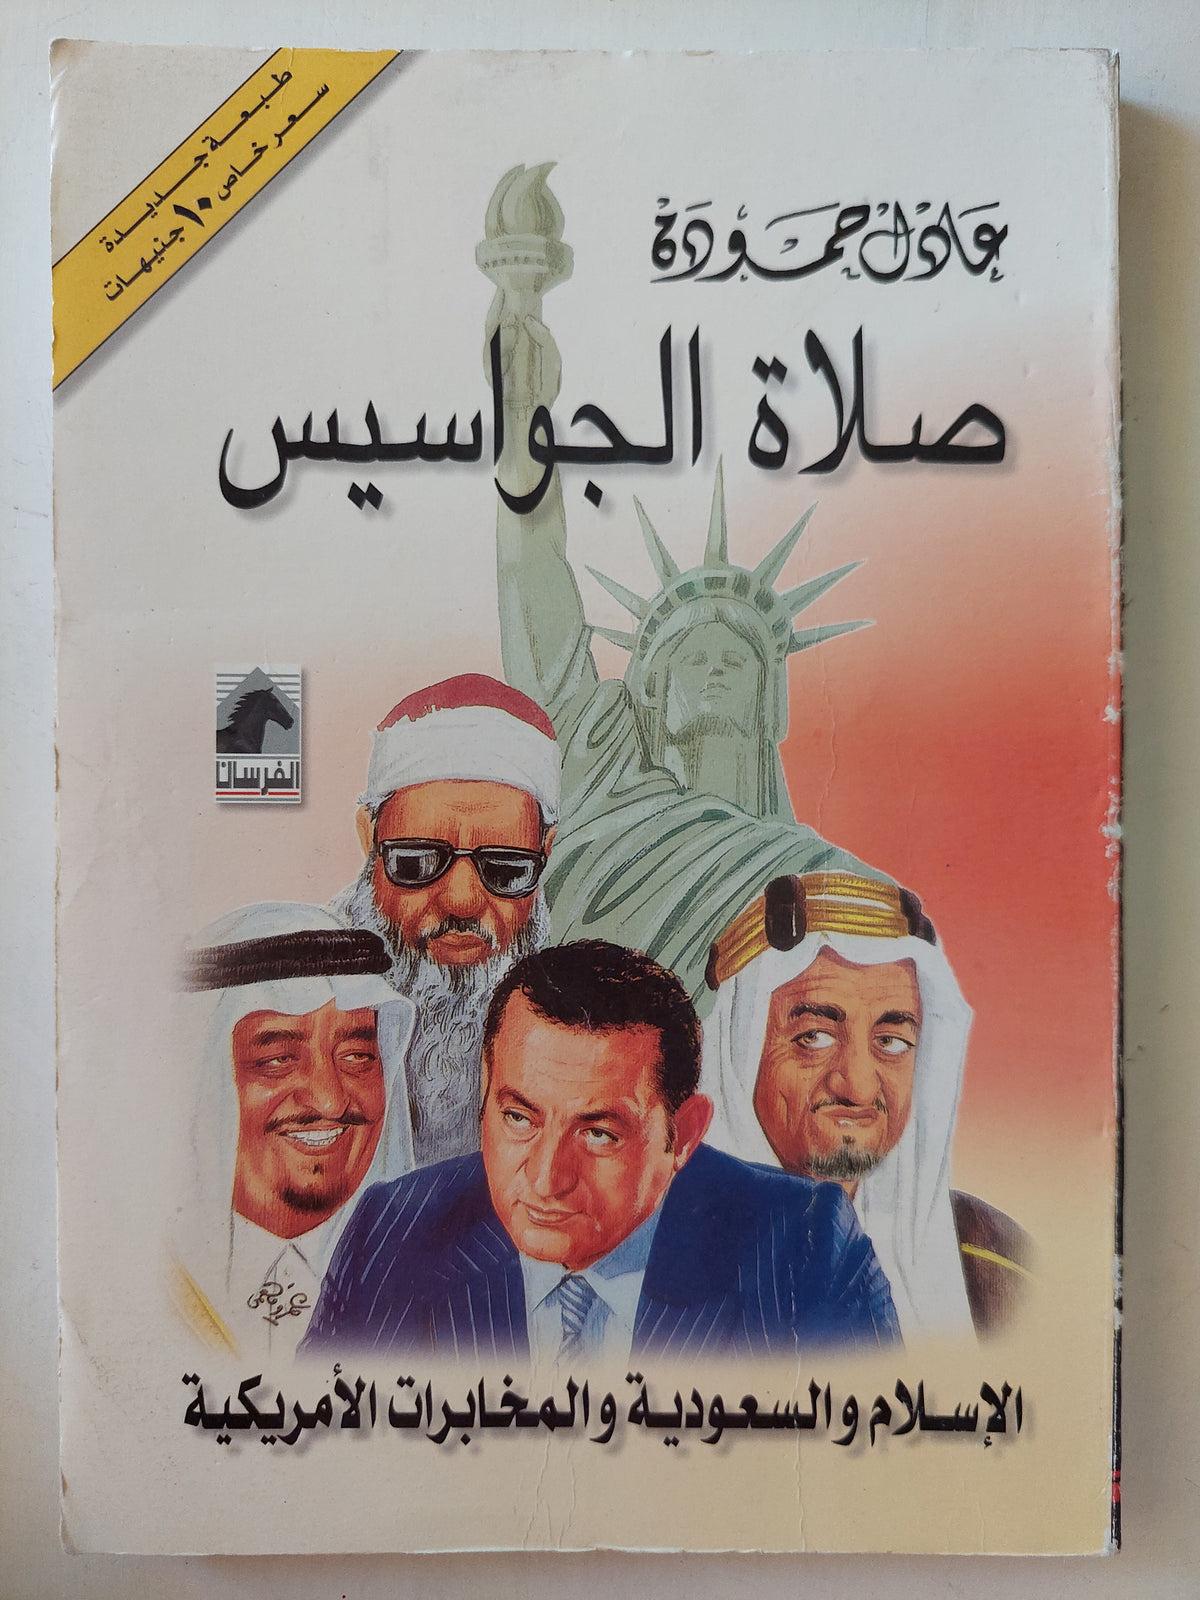 طبعة جديدة
سعر خاص ١٠ جنيهات
عادل حمودة
صلاة الجواسيس
الفرسان
الإسلام والسعودية والمخابرات الأمريكية